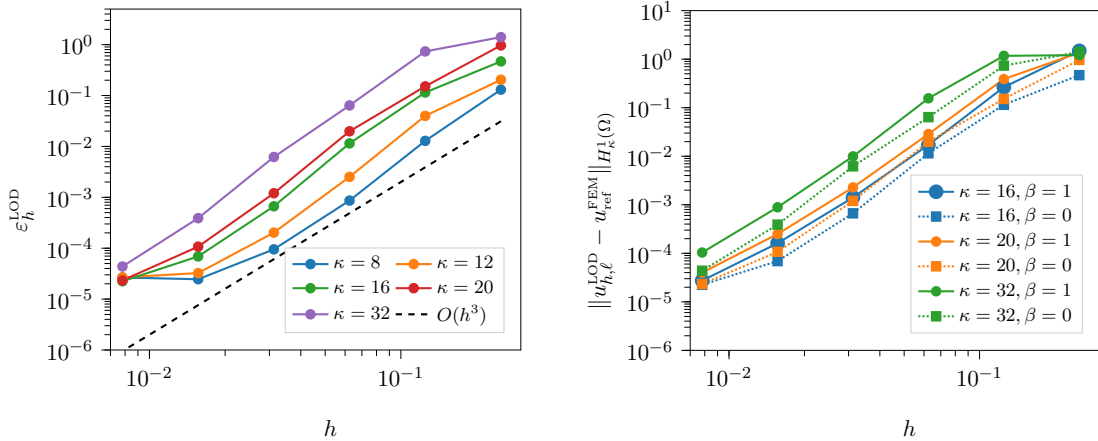 10^0
10^{-1}
10^{-2}
10^{-3}
10^{-4}
10^{-5}
10^{-6}
ε_h^{LOD}
κ = 8
κ = 12
κ = 16
κ = 20
κ = 32
O(h^3)
10^{-2}
10^{-1}
h
10^1
10^0
10^{-1}
10^{-2}
10^{-3}
10^{-4}
10^{-5}
10^{-6}
||u_{h,ℓ}^{LOD} − u_{ref}^{FEM}||_{H_κ^1(Ω)}
κ = 16, β = 1
κ = 16, β = 0
κ = 20, β = 1
κ = 20, β = 0
κ = 32, β = 1
κ = 32, β = 0
10^{-2}
10^{-1}
h